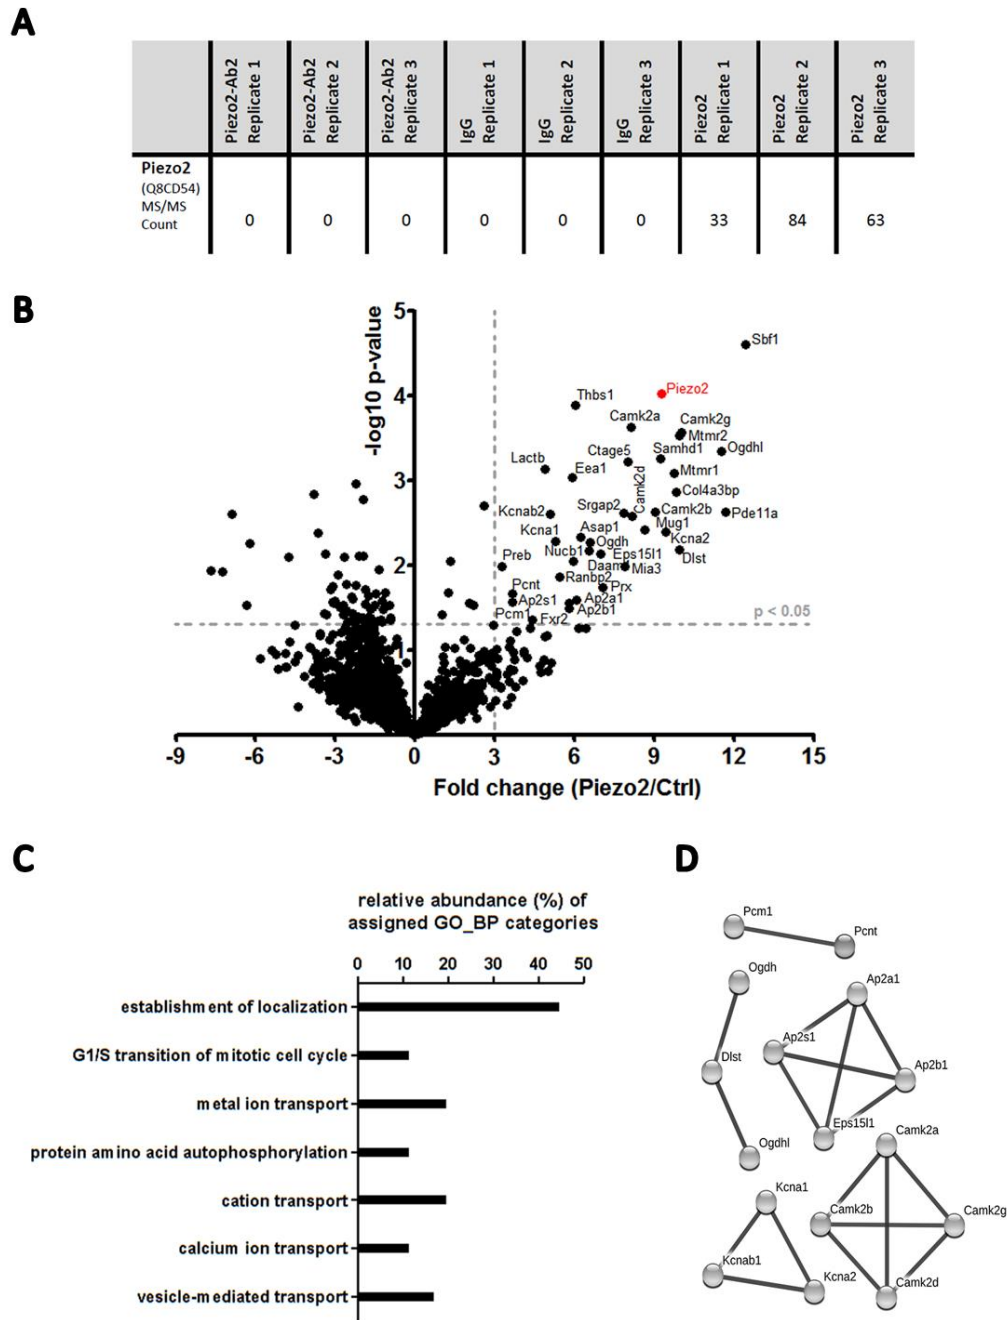 A
Piezo2-Ab2
Replicate 1
Piezo2-Ab2
Replicate 2
Piezo2-Ab2
Replicate 3
IgG
Replicate 1
IgG
Replicate 2
IgG
Replicate 3
Piezo2
Replicate 1
Piezo2
Replicate 2
Piezo2
Replicate 3
Piezo2
(Q8CD54)
MS/MS
Count
0 0 0 0 0 0 33 84 63
B
-log10 p-value
5
4
3
2
1
Sbf1
Piezo2
Thbs1
Camk2a
Camk2g
Mtmr2
Ctage5
Samhd1
Ogdhl
Lactb
Eea1
Camk2d
Mtmr1
Col4a3bp
Kcnab2
Srgap2
Camk2b
Pde11a
Kcna1
Asap1
Mug1
Ogdh
Kcna2
Preb
Nucb1
Eps15l1
Dlst
Daam
Mia3
Pcnt
Ranbp2
Prx
Ap2s1
Ap2a1
Pcm1
Fxr2
Ap2b1
p < 0.05
-9 -6 -3 0 3 6 9 12 15
Fold change (Piezo2/Ctrl)
C
relative abundance (%) of
assigned GO_BP categories
0 10 20 30 40 50
establishment of localization
G1/S transition of mitotic cell cycle
metal ion transport
protein amino acid autophosphorylation
cation transport
calcium ion transport
vesicle-mediated transport
D
Pcm1
Pcnt
Ogdh
Ap2a1
Ap2s1
Dlst
Ap2b1
Eps15l1
Camk2a
Ogdhl
Kcna1
Camk2b
Camk2g
Kcnab1
Kcna2
Camk2d